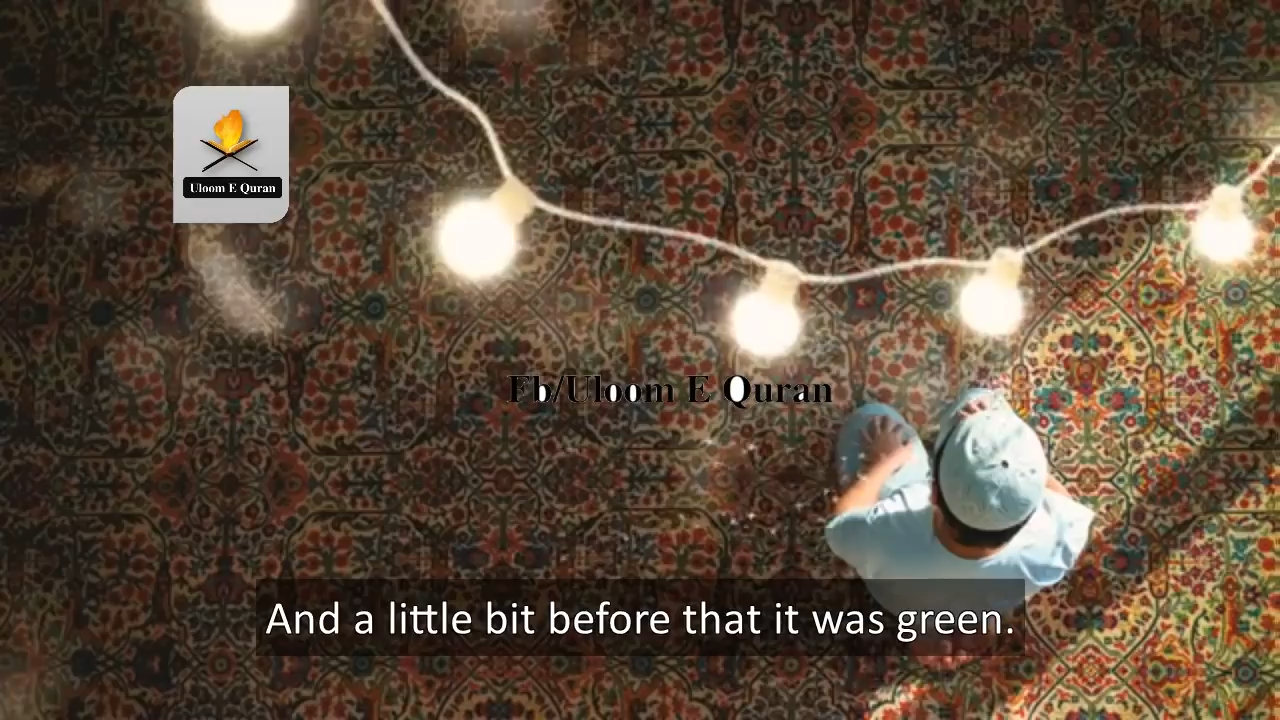 Uloom E Quran
Fb/Uloom E Quran
And a little bit before that it was green.